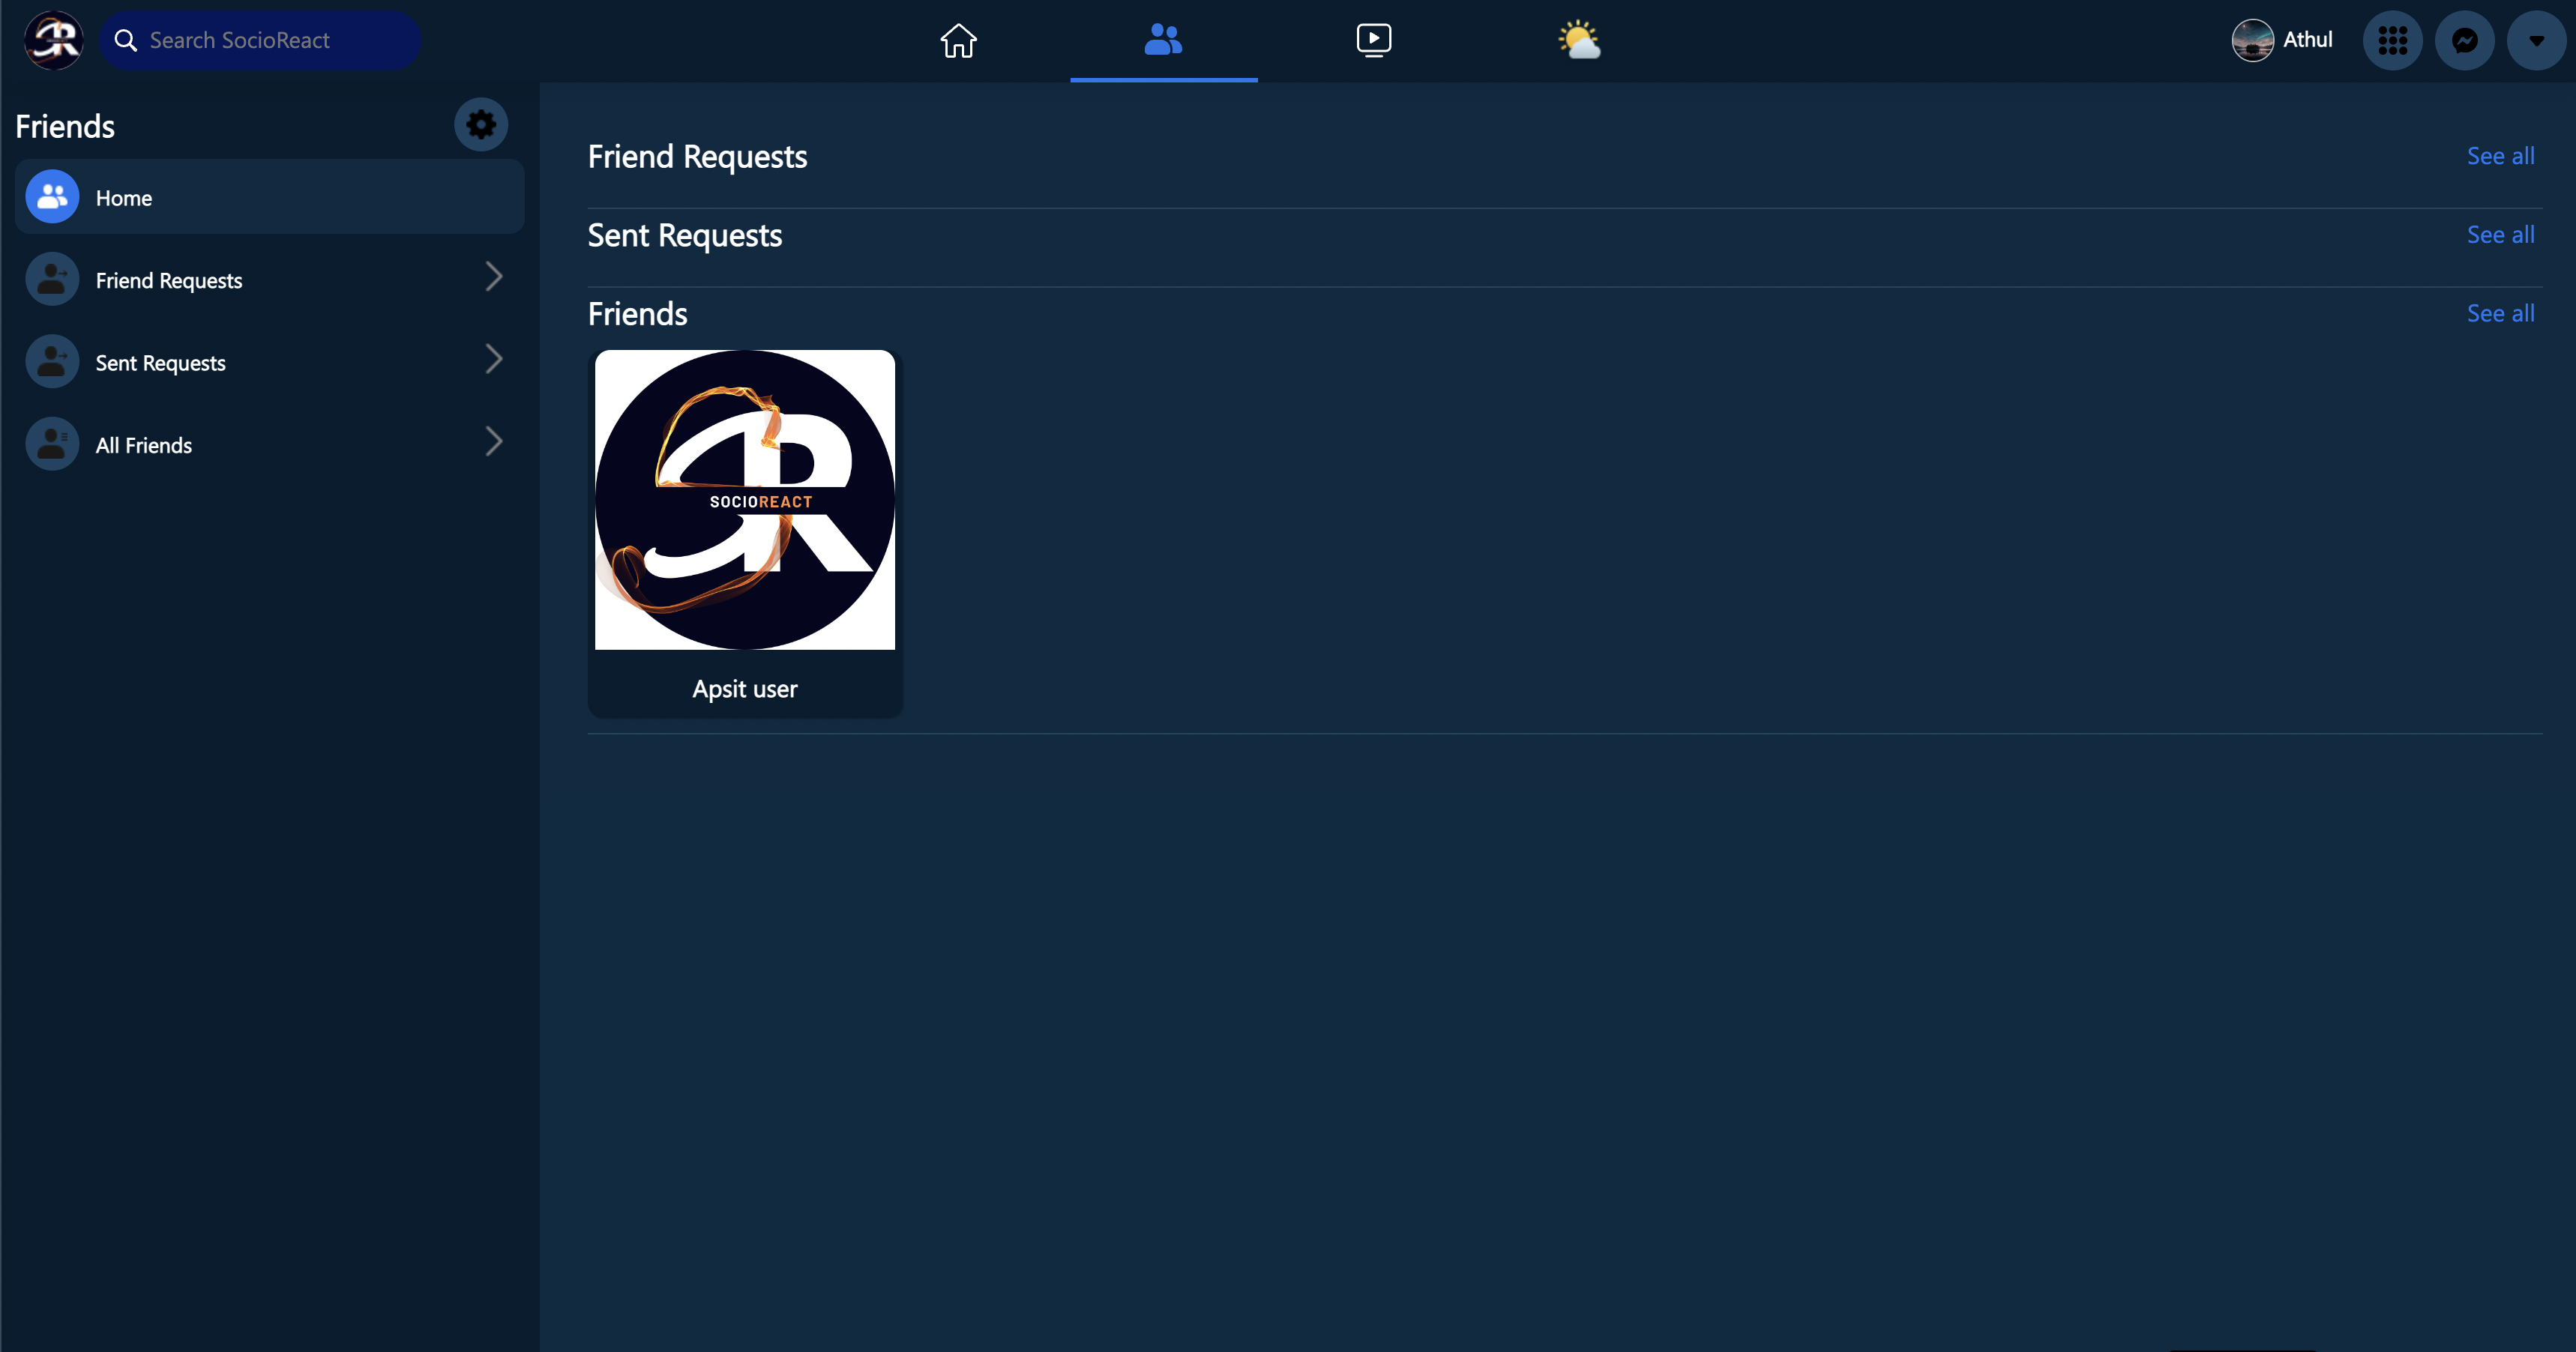 Search SocioReact
Athul
Friends
Home
Friend Requests
Sent Requests
All Friends
Friend Requests
See all
Sent Requests
See all
Friends
See all
SR
SOCIOREACT
Apsit user